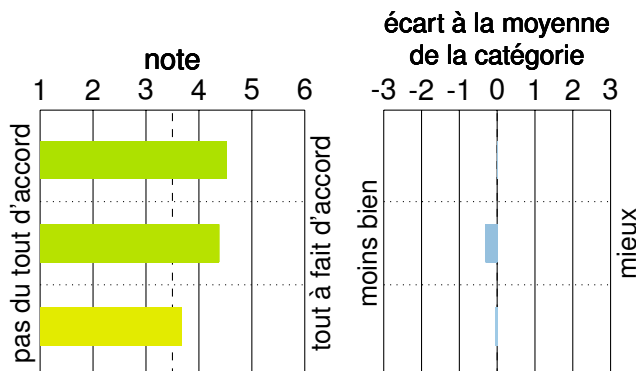 note
1 2 3 4 5 6
pas du tout d'accord
tout à fait d'accord
écart à la moyenne
de la catégorie
-3 -2 -1 0 1 2 3
moins bien
mieux